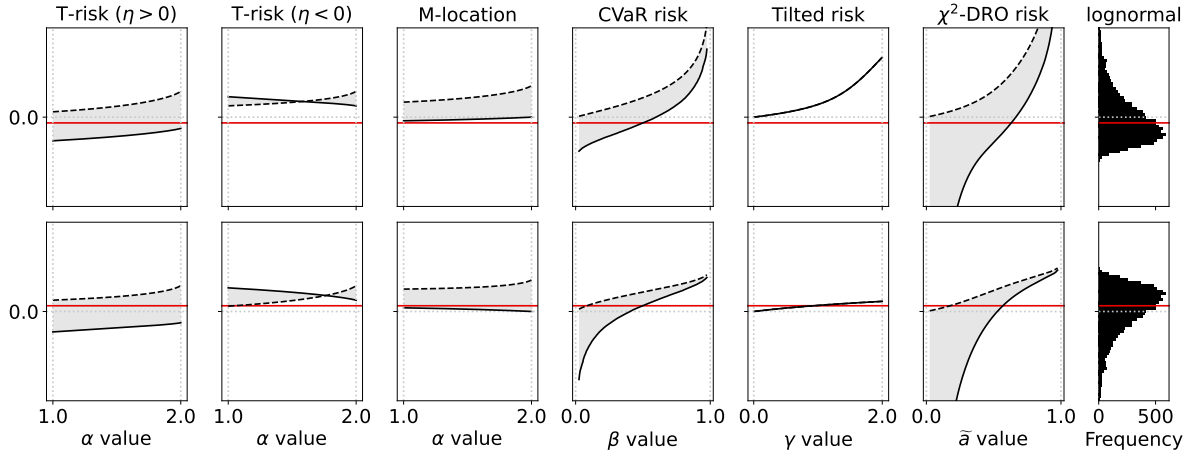 T-risk (η > 0)
T-risk (η < 0)
M-location
CVaR risk
Tilted risk
χ²-DRO risk
lognormal
0.0
0.0
1.0 2.0
1.0 2.0
1.0 2.0
0.0 1.0
0.0 2.0
0.0 1.0
0 500
α value
α value
α value
β value
γ value
ã value
Frequency